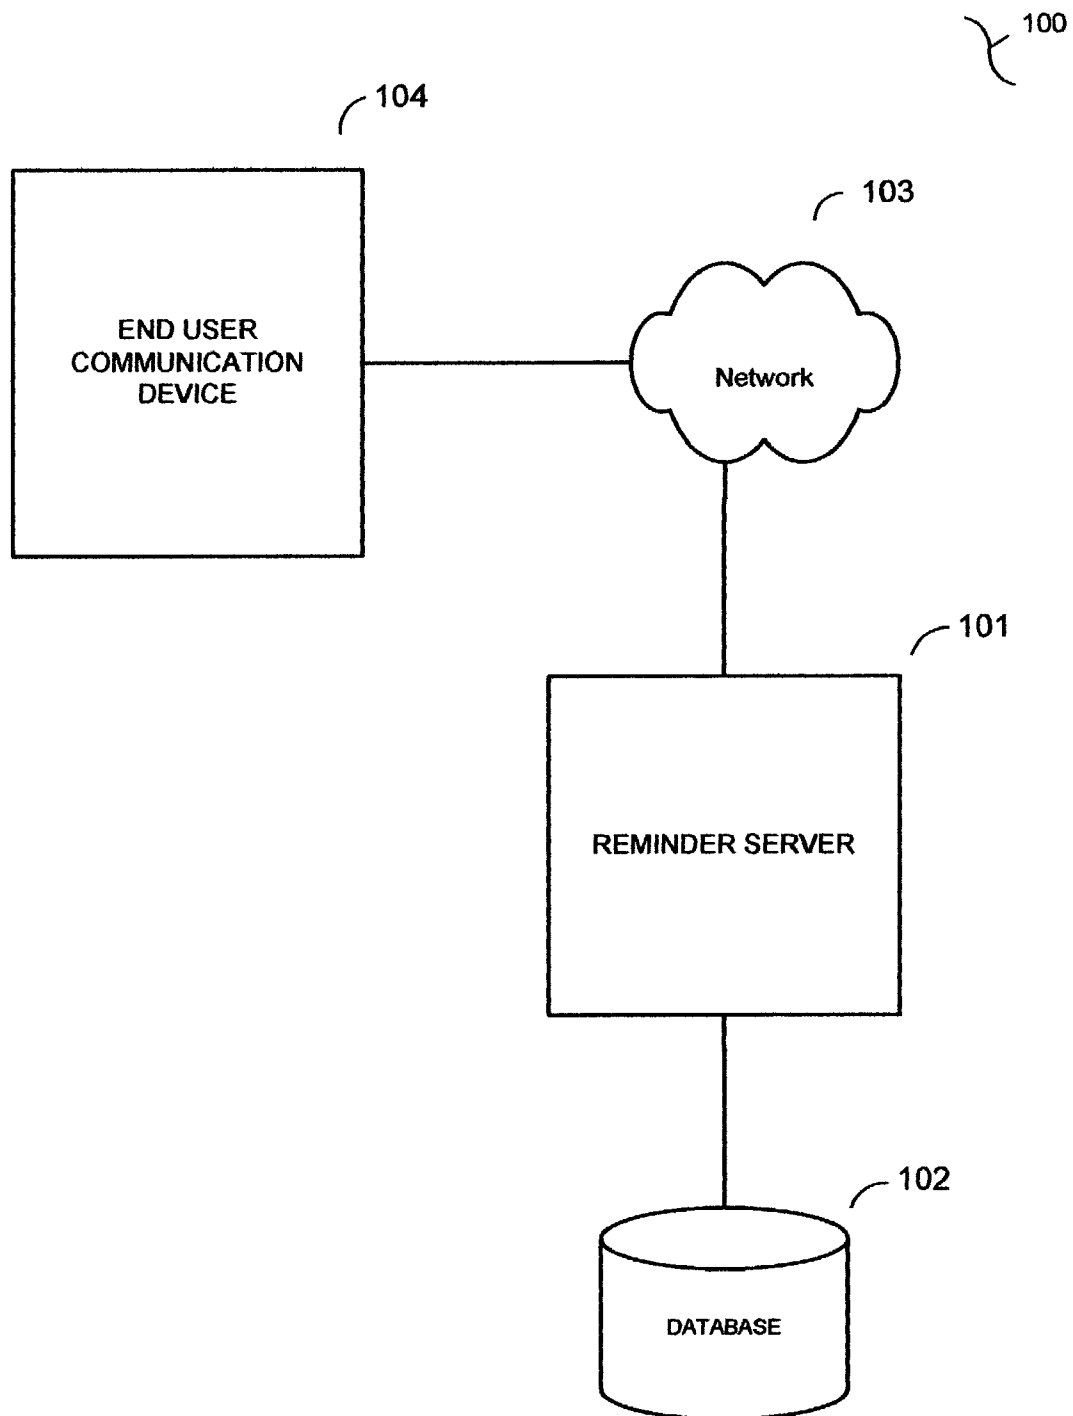 100
104
103
END USER
COMMUNICATION
DEVICE
Network
101
REMINDER SERVER
102
DATABASE